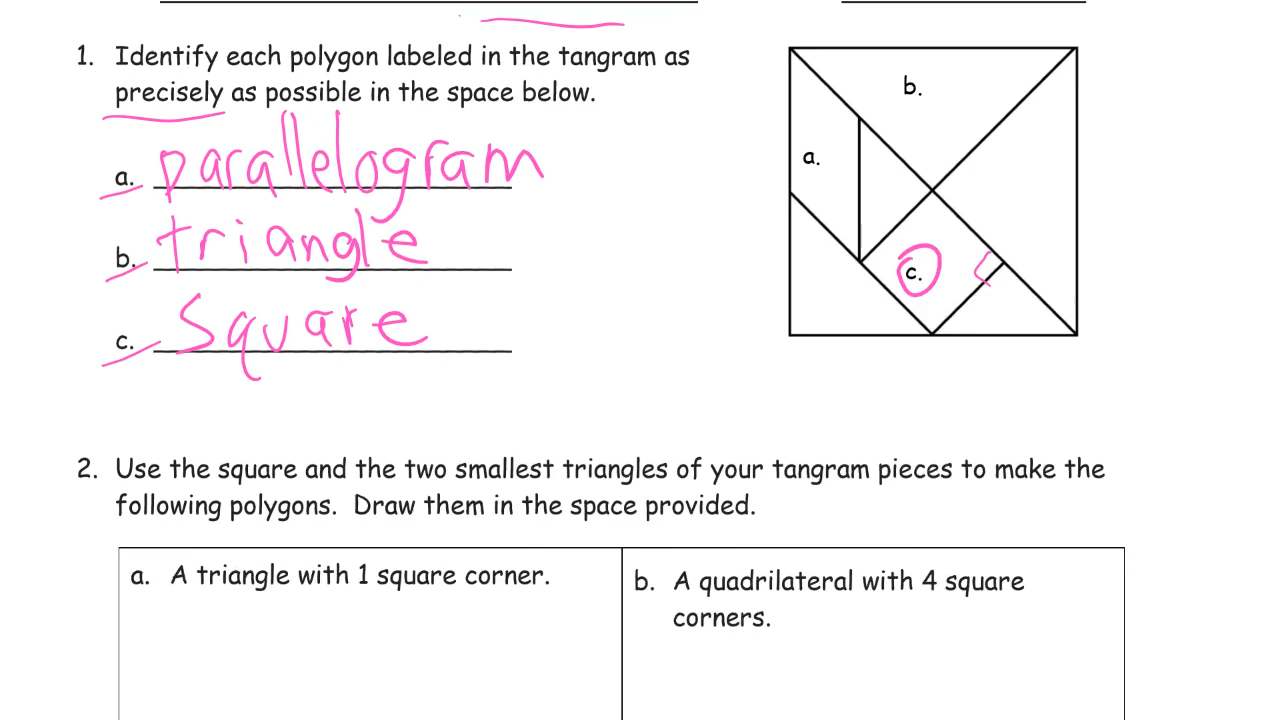 1. Identify each polygon labeled in the tangram as
precisely as possible in the space below.
a. parallelogram
b. triangle
c. square
b.
a.
c.
2. Use the square and the two smallest triangles of your tangram pieces to make the
following polygons. Draw them in the space provided.
a. A triangle with 1 square corner.
b. A quadrilateral with 4 square
corners.